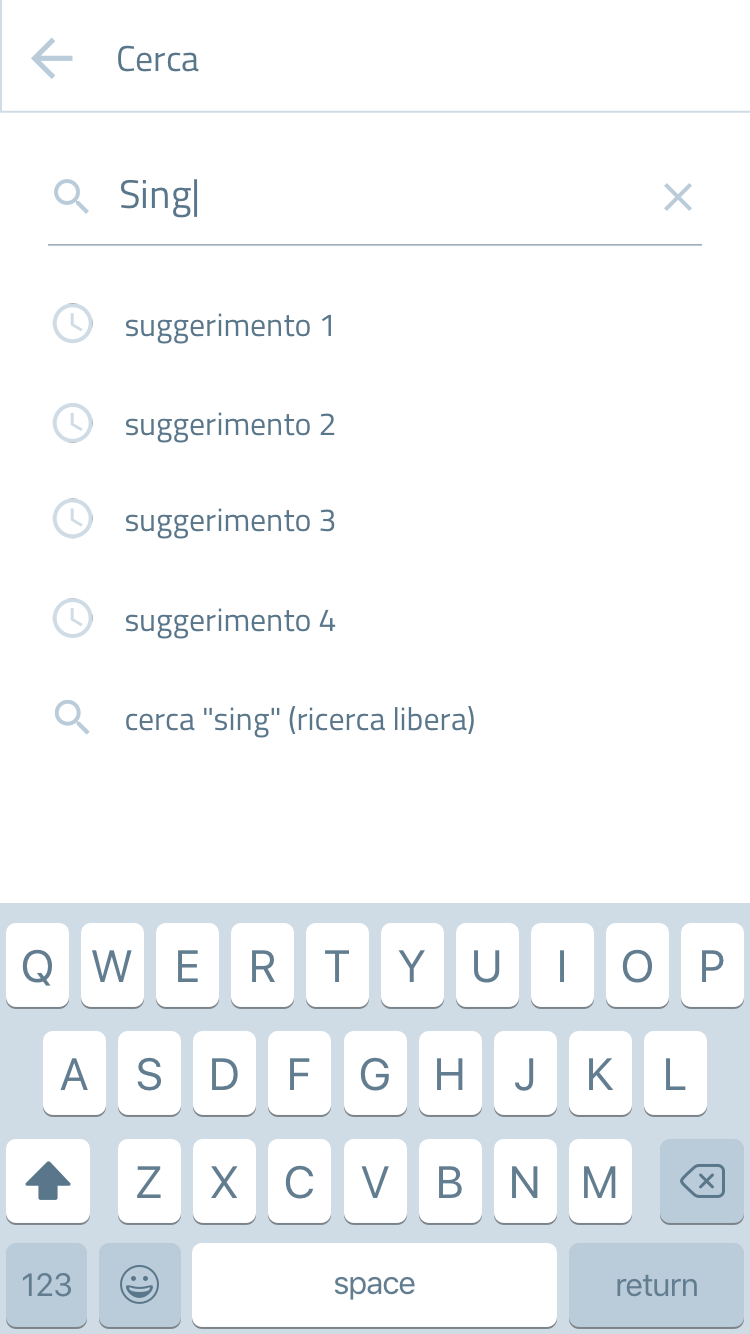 Cerca
Sing
suggerimento 1
suggerimento 2
suggerimento 3
suggerimento 4
cerca "sing" (ricerca libera)
Q W E R T Y U I O P
A S D F G H J K L
Z X C V B N M
123 space return